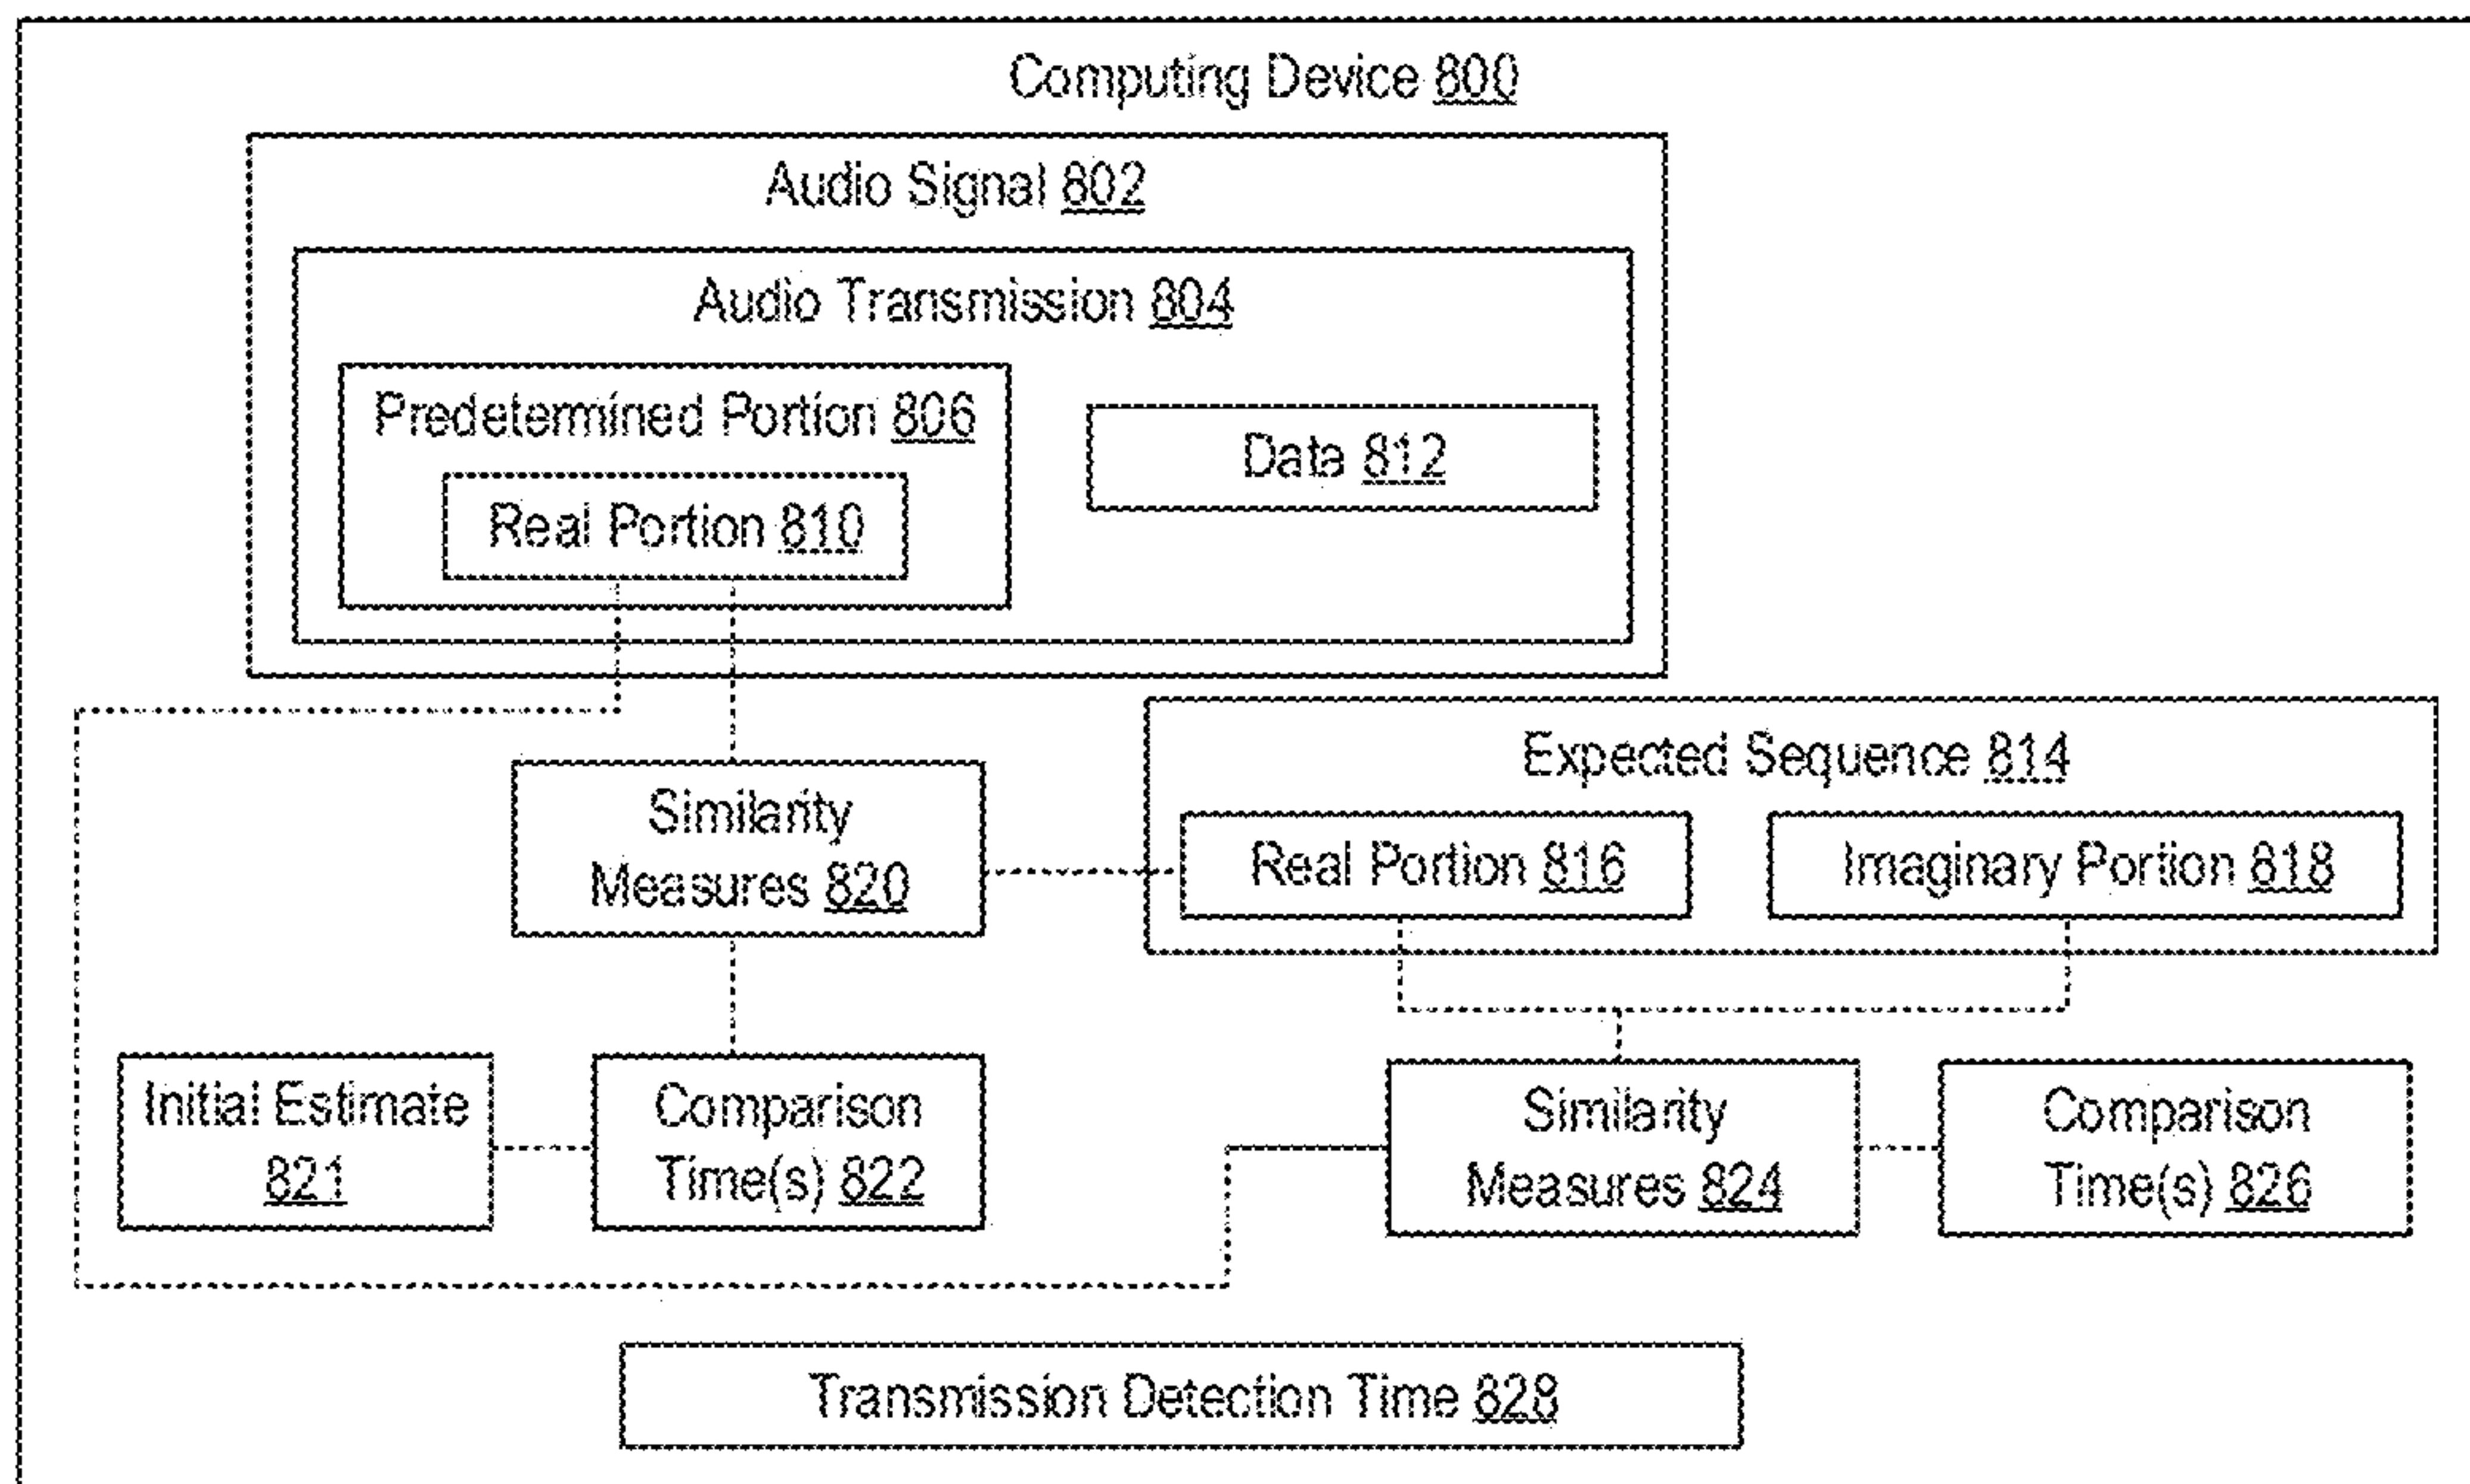 Computing Device 800
Audio Signal 802
Audio Transmission 804
Predetermined Portion 806
Data 812
Real Portion 810
Expected Sequence 814
Similarity
Measures 820
Real Portion 816
Imaginary Portion 818
Initial Estimate
821
Comparison
Time(s) 822
Similarity
Measures 824
Comparison
Time(s) 826
Transmission Detection Time 828